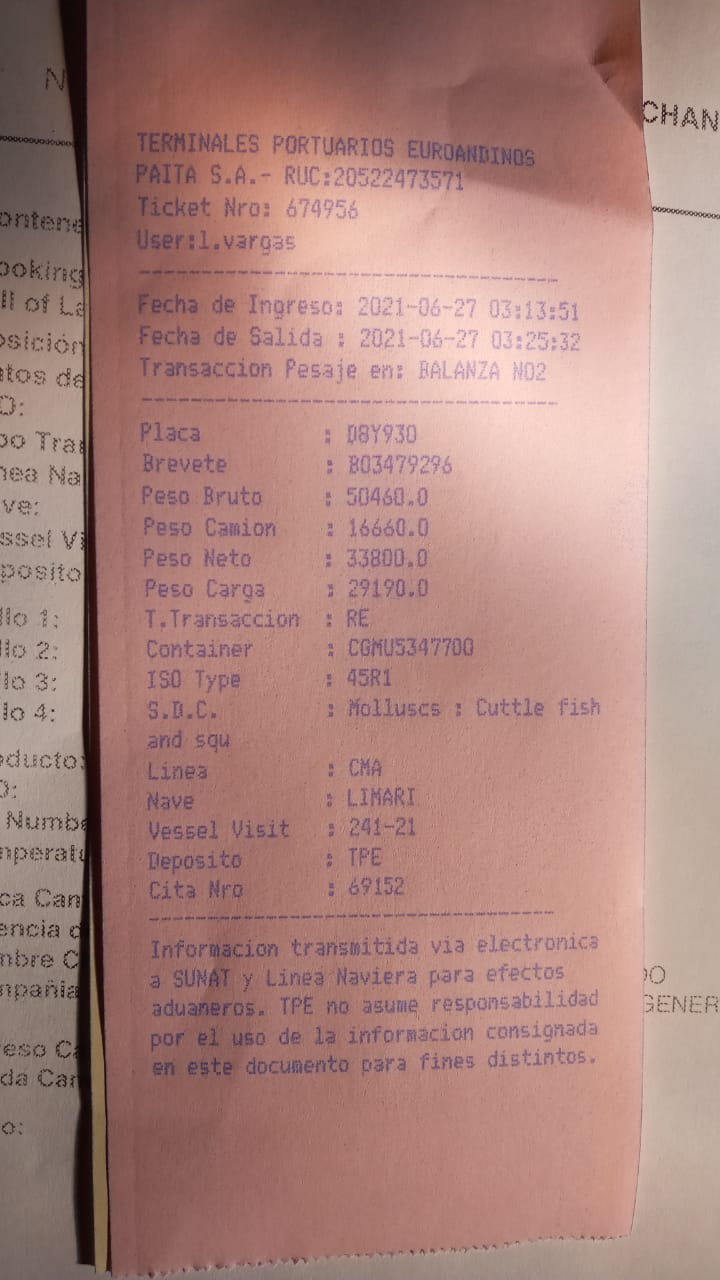 TERMINALES PORTUARIOS EUROANDINOS
PAITA S.A.- RUC:20522473571
Ticket Nro: 674956
User:l.vargas
Fecha de Ingreso: 2021-06-27 03:13:51
Fecha de Salida : 2021-06-27 03:25:32
Transaccion Pesaje en: BALANZA NO2
Placa : D8Y930
Brevete : B03479296
Peso Bruto : 50460.0
Peso Camion : 16660.0
Peso Neto : 33800.0
Peso Carga : 29190.0
T.Transaccion : RE
Container : CGMU5347700
ISO Type : 45R1
S.D.C. : Molluscs : Cuttle fish
and squ
Linea : CMA
Nave : LIMARI
Vessel Visit : 241-21
Deposito : TPE
Cita Nro : 69152
Informacion transmitida via electronica
a SUNAT y Linea Naviera para efectos
aduaneros. TPE no asume responsabilidad
por el uso de la informacion consignada
en este documento para fines distintos.